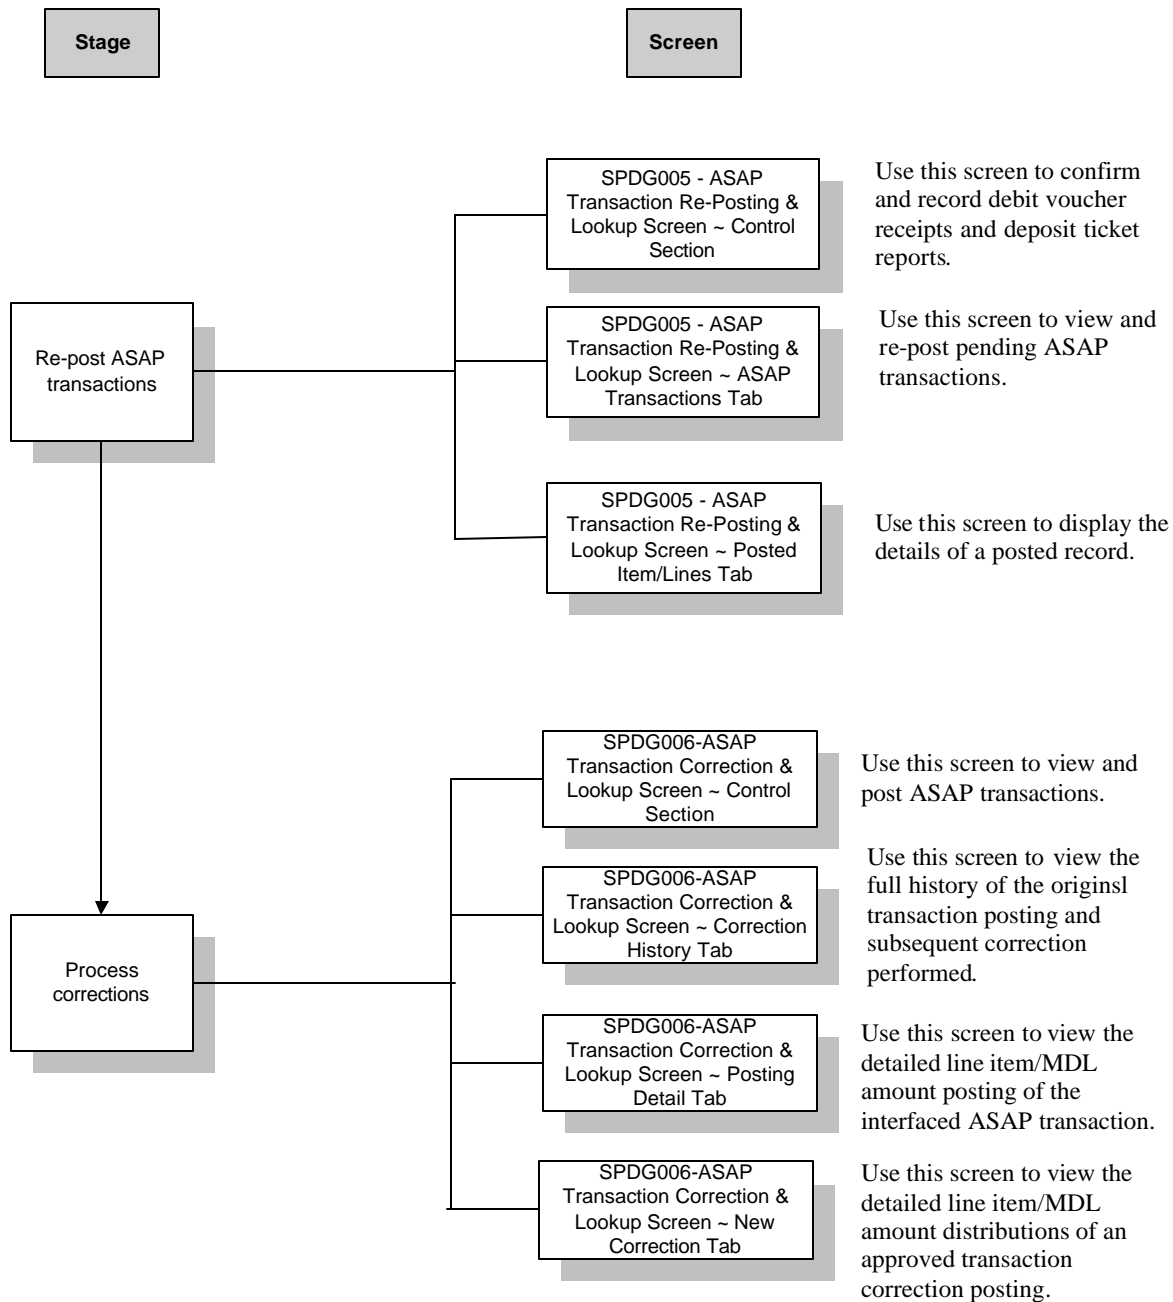 Stage
Screen
SPDG005 - ASAP
Transaction Re-Posting &
Lookup Screen ~ Control
Section
Use this screen to confirm
and record debit voucher
receipts and deposit ticket
reports.
Re-post ASAP
transactions
SPDG005 - ASAP
Transaction Re-Posting &
Lookup Screen ~ ASAP
Transactions Tab
Use this screen to view and
re-post pending ASAP
transactions.
SPDG005 - ASAP
Transaction Re-Posting &
Lookup Screen ~ Posted
Item/Lines Tab
Use this screen to display the
details of a posted record.
SPDG006-ASAP
Transaction Correction &
Lookup Screen ~ Control
Section
Use this screen to view and
post ASAP transactions.
Process
corrections
SPDG006-ASAP
Transaction Correction &
Lookup Screen ~ Correction
History Tab
Use this screen to view the
full history of the originsl
transaction posting and
subsequent correction
performed.
SPDG006-ASAP
Transaction Correction &
Lookup Screen ~ Posting
Detail Tab
Use this screen to view the
detailed line item/MDL
amount posting of the
interfaced ASAP transaction.
SPDG006-ASAP
Transaction Correction &
Lookup Screen ~ New
Correction Tab
Use this screen to view the
detailed line item/MDL
amount distributions of an
approved transaction
correction posting.